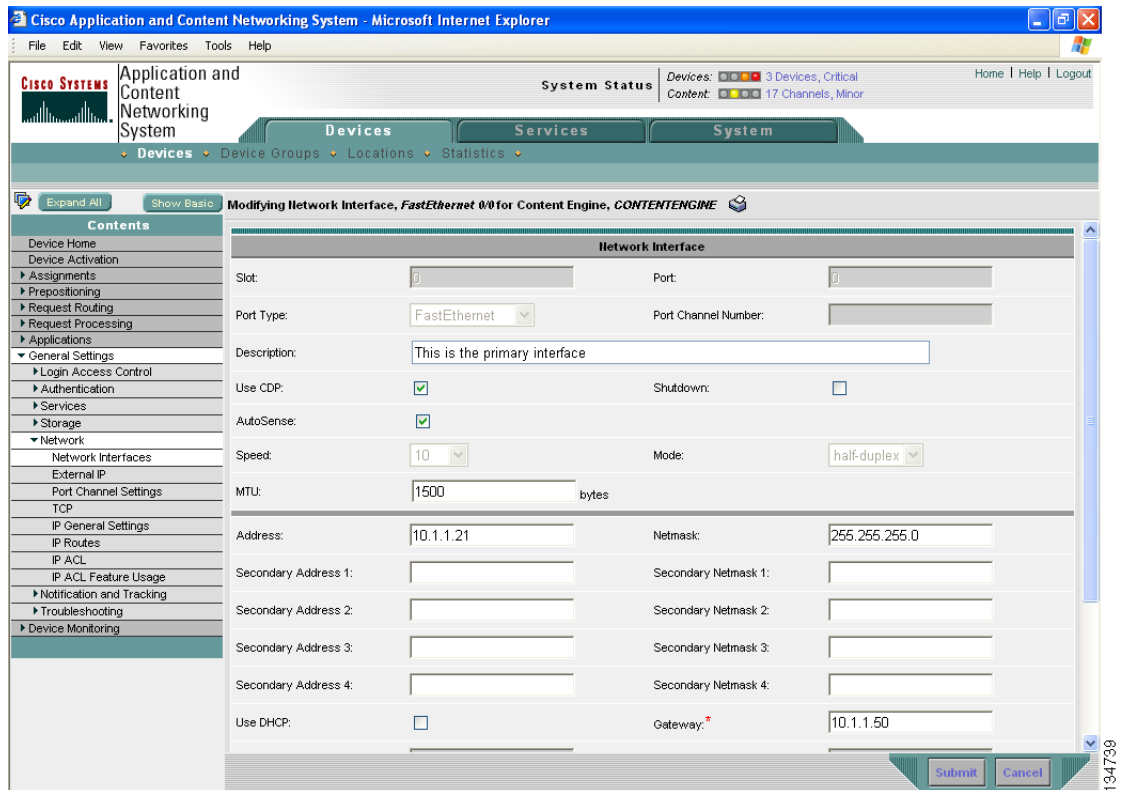 Cisco Application and Content Networking System - Microsoft Internet Explorer
File Edit View Favorites Tools Help
CISCO SYSTEMS
Application and
Content
Networking
System
System Status
Devices: 3 Devices, Critical
Content: 17 Channels, Minor
Home | Help | Logout
Devices Services System
Devices Device Groups Locations Statistics
Expand All Show Basic
Modifying Network Interface, FastEthernet 0/0 for Content Engine, CONTENTENGINE
Contents
Device Home
Device Activation
Assignments
Prepositioning
Request Routing
Request Processing
Applications
General Settings
Login Access Control
Authentication
Services
Storage
Network
Network Interfaces
External IP
Port Channel Settings
TCP
IP General Settings
IP Routes
IP ACL
IP ACL Feature Usage
Notification and Tracking
Troubleshooting
Device Monitoring
Network Interface
Slot: 0 Port: 0
Port Type: FastEthernet Port Channel Number:
Description: This is the primary interface
Use CDP: Shutdown:
AutoSense:
Speed: 10 Mode: half-duplex
MTU: 1500 bytes
Address: 10.1.1.21 Netmask: 255.255.255.0
Secondary Address 1: Secondary Netmask 1:
Secondary Address 2: Secondary Netmask 2:
Secondary Address 3: Secondary Netmask 3:
Secondary Address 4: Secondary Netmask 4:
Use DHCP: Gateway:* 10.1.1.50
Submit Cancel
134739